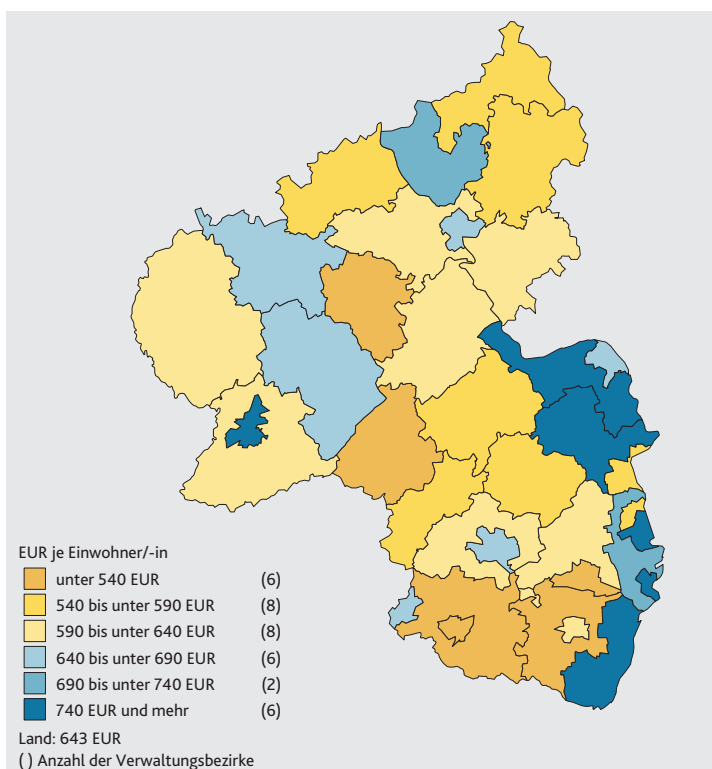 EUR je Einwohner/-in
unter 540 EUR (6)
540 bis unter 590 EUR (8)
590 bis unter 640 EUR (8)
640 bis unter 690 EUR (6)
690 bis unter 740 EUR (2)
740 EUR und mehr (6)
Land: 643 EUR
( ) Anzahl der Verwaltungsbezirke